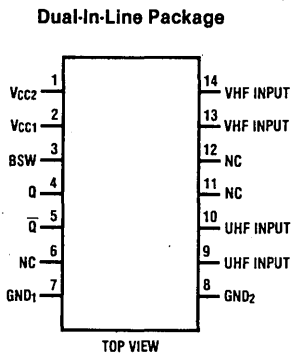 Dual-In-Line Package
VCC2 1 14 VHF INPUT
VCC1 2 13 VHF INPUT
BSW 3 12 NC
Q 4 11 NC
Q̅ 5 10 UHF INPUT
NC 6 9 UHF INPUT
GND1 7 8 GND2
TOP VIEW